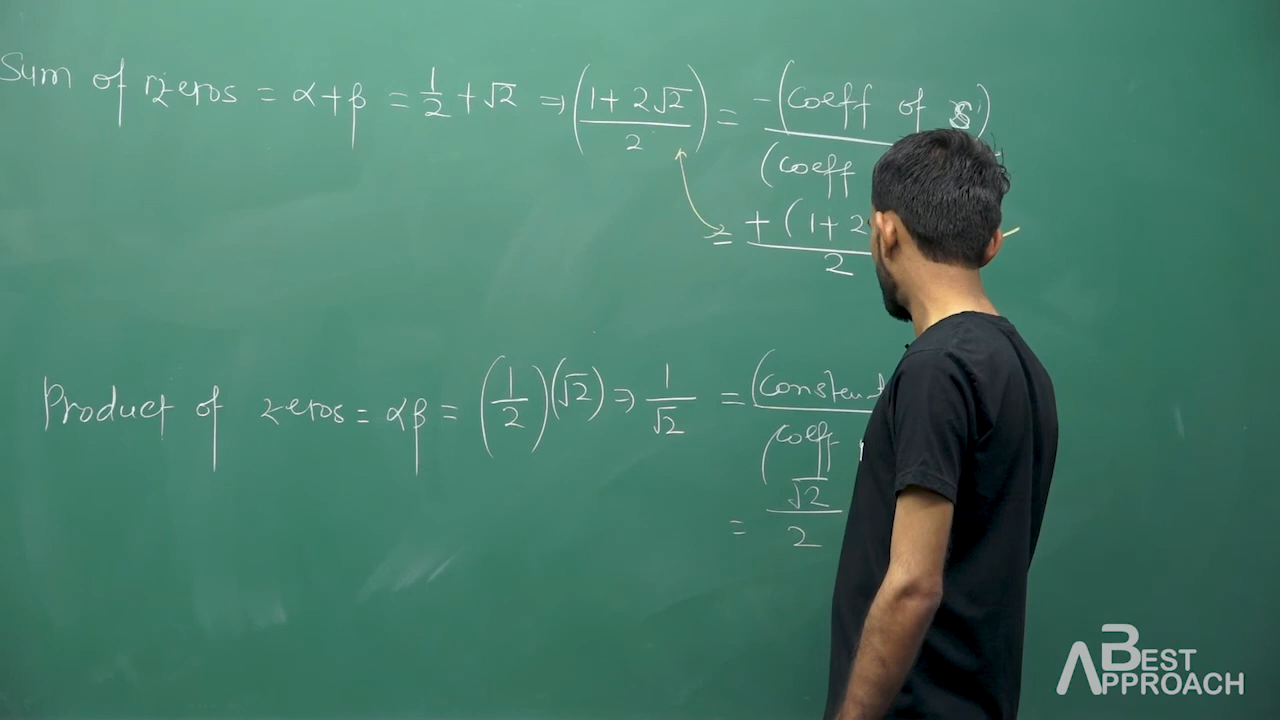 Sum of zeros = α+β = 1/2 + √2 ⇒ ((1+2√2)/2) = -(Coeff of s)
(Coeff
= +(1+2
2
Product of zeros = αβ = (1/2)(√2) ⇒ 1/√2 = (Constent
(Coeff
= √2/2
BEST
APPROACH